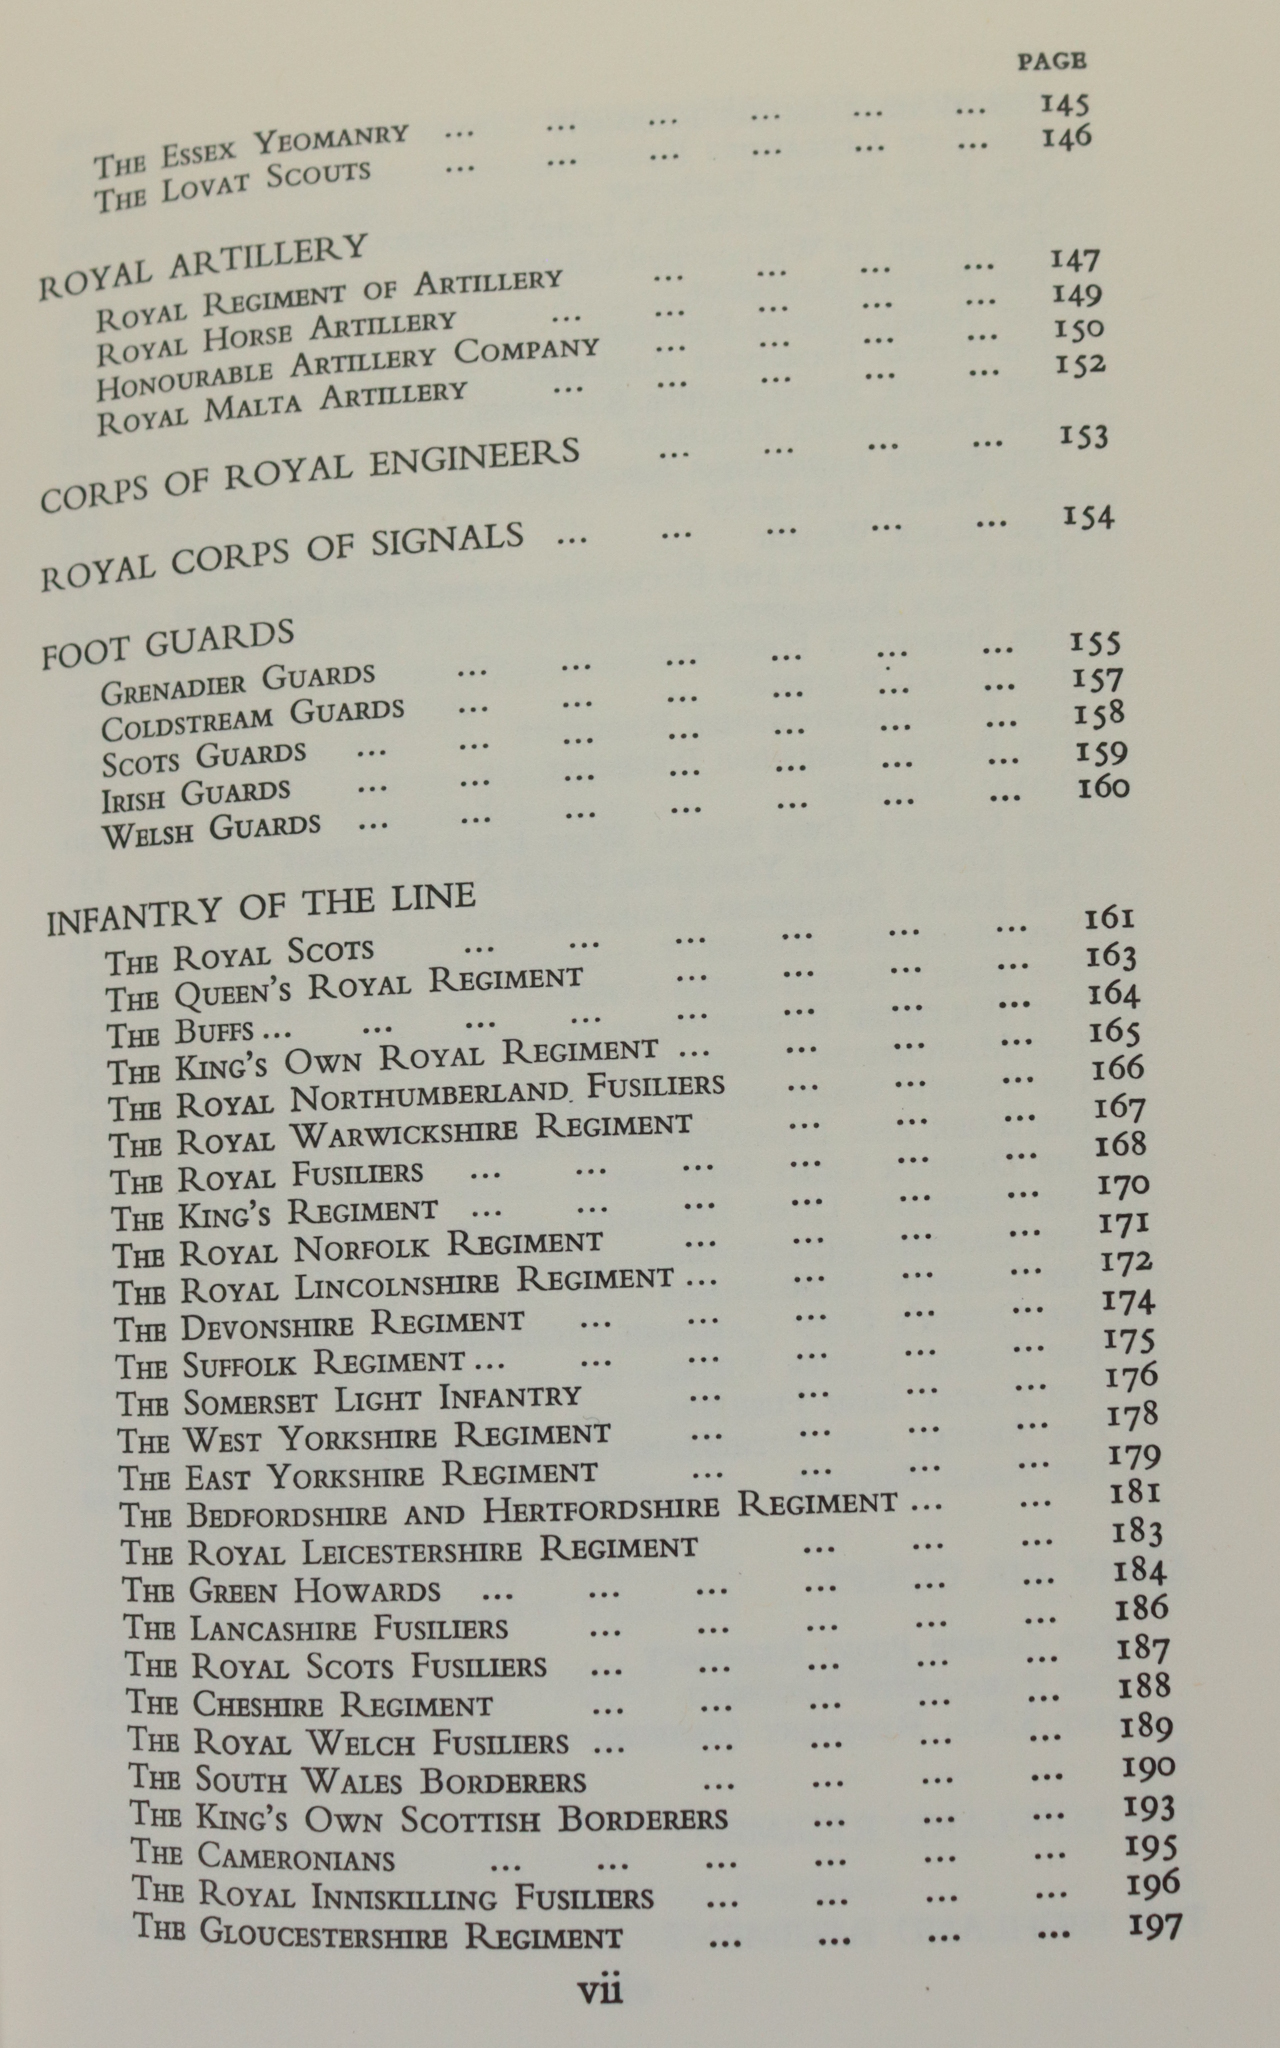 PAGE
The Essex Yeomanry ... ... ... ... ... ... 145
The Lovat Scouts ... ... ... ... ... ... 146
ROYAL ARTILLERY
Royal Regiment of Artillery ... ... ... ... 147
Royal Horse Artillery ... ... ... ... ... 149
Honourable Artillery Company ... ... ... ... 150
Royal Malta Artillery ... ... ... ... ... 152
CORPS OF ROYAL ENGINEERS ... ... ... ... 153
ROYAL CORPS OF SIGNALS ... ... ... ... ... 154
FOOT GUARDS
Grenadier Guards ... ... ... ... ... ... 155
Coldstream Guards ... ... ... ... ... ... 157
Scots Guards ... ... ... ... ... ... ... 158
Irish Guards ... ... ... ... ... ... ... 159
Welsh Guards ... ... ... ... ... ... ... 160
INFANTRY OF THE LINE
The Royal Scots ... ... ... ... ... ... 161
The Queen's Royal Regiment ... ... ... ... 163
The Buffs ... ... ... ... ... ... ... ... 164
The King's Own Royal Regiment ... ... ... ... 165
The Royal Northumberland Fusiliers ... ... ... 166
The Royal Warwickshire Regiment ... ... ... 167
The Royal Fusiliers ... ... ... ... ... ... 168
The King's Regiment ... ... ... ... ... ... 170
The Royal Norfolk Regiment ... ... ... ... 171
The Royal Lincolnshire Regiment ... ... ... ... 172
The Devonshire Regiment ... ... ... ... ... 174
The Suffolk Regiment ... ... ... ... ... ... 175
The Somerset Light Infantry ... ... ... ... 176
The West Yorkshire Regiment ... ... ... ... 178
The East Yorkshire Regiment ... ... ... ... 179
The Bedfordshire and Hertfordshire Regiment ... ... 181
The Royal Leicestershire Regiment ... ... ... 183
The Green Howards ... ... ... ... ... ... 184
The Lancashire Fusiliers ... ... ... ... ... 186
The Royal Scots Fusiliers ... ... ... ... ... 187
The Cheshire Regiment ... ... ... ... ... 188
The Royal Welch Fusiliers ... ... ... ... ... 189
The South Wales Borderers ... ... ... ... 190
The King's Own Scottish Borderers ... ... ... 193
The Cameronians ... ... ... ... ... ... 195
The Royal Inniskilling Fusiliers ... ... ... ... 196
The Gloucestershire Regiment ... ... ... ... 197
vii